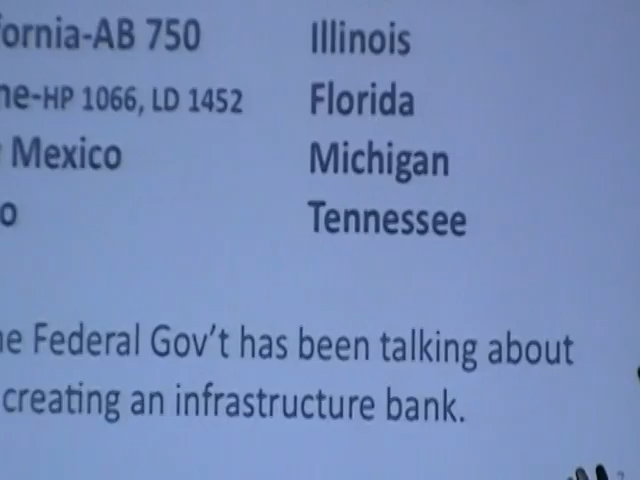 ornia-AB 750 Illinois
ne-HP 1066, LD 1452 Florida
Mexico Michigan
o Tennessee
e Federal Gov't has been talking about
creating an infrastructure bank.